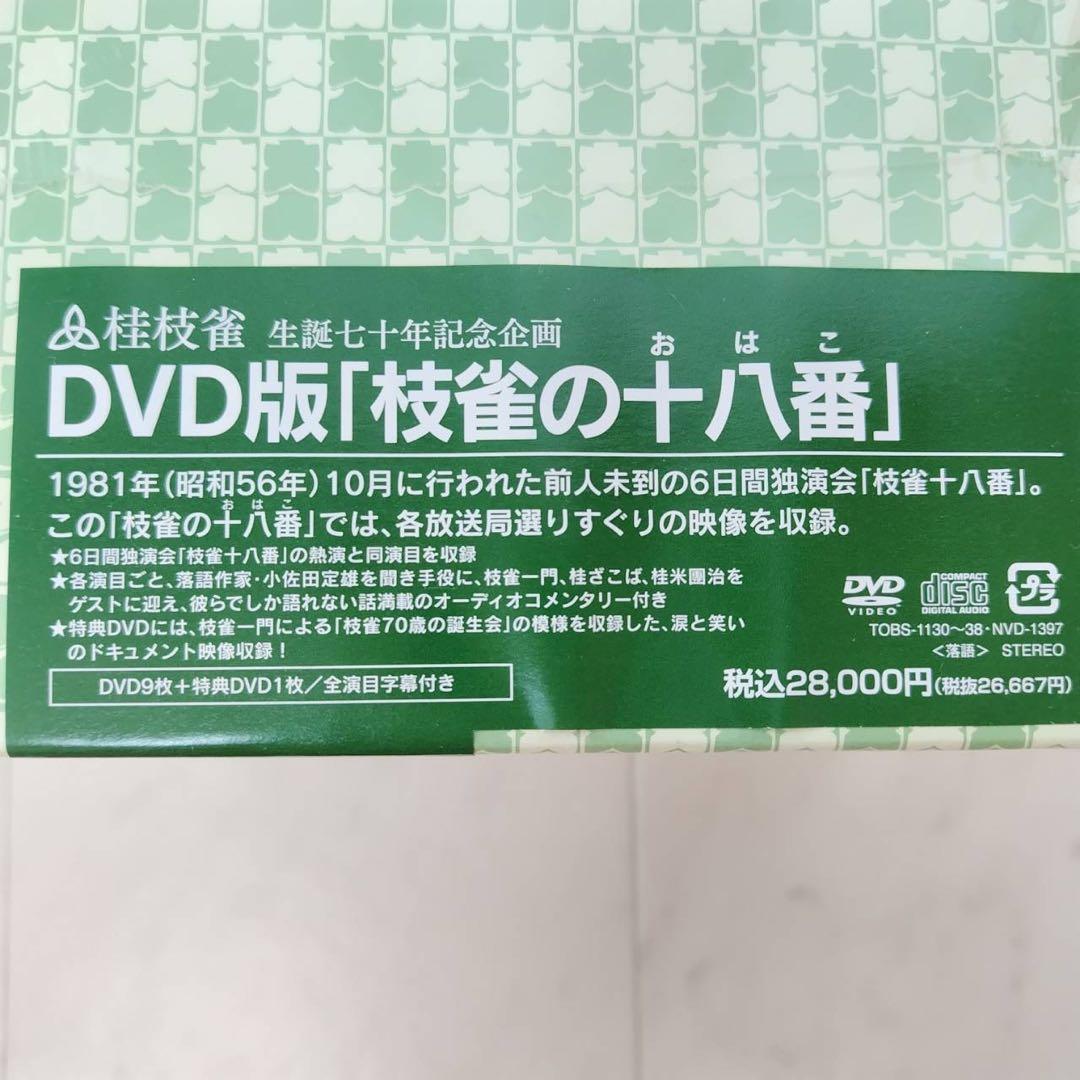 桂枝雀 生誕七十年記念企画
おはこ
DVD版「枝雀の十八番」
1981年(昭和56年)10月に行われた前人未到の6日間独演会「枝雀十八番」。
おはこ
この「枝雀の十八番」では、各放送局選りすぐりの映像を収録。
★6日間独演会「枝雀十八番」の熱演と同演目を収録
★各演目ごと、落語作家・小佐田定雄を聞き手役に、枝雀一門、桂ざこば、桂米團治を
ゲストに迎え、彼らでしか語れない話満載のオーディオコメンタリー付き
★特典DVDには、枝雀一門による「枝雀70歳の誕生会」の模様を収録した、涙と笑い
のドキュメント映像収録!
DVD9枚+特典DVD1枚/全演目字幕付き
DVD VIDEO
COMPACT disc DIGITAL AUDIO
プラ
TOBS-1130〜38・NVD-1397
<落語> STEREO
税込28,000円(税抜26,667円)